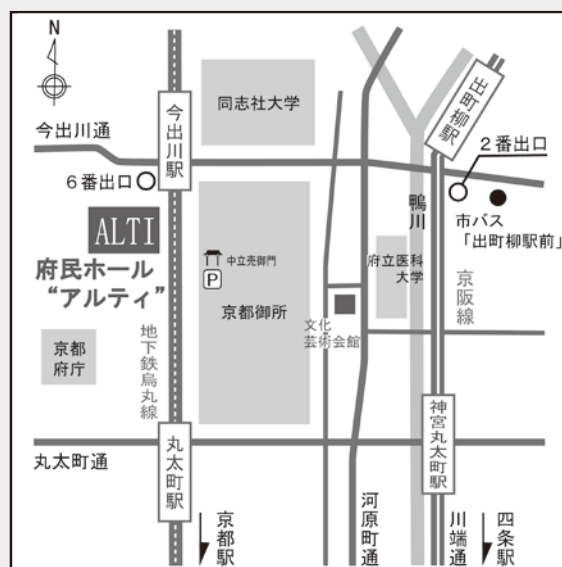 N
同志社大学
出町柳駅
今出川通
今出川駅
2番出口
6番出口
ALTI
府民ホール
“アルティ”
中立売御門
P
京都御所
鴨川
市バス
「出町柳駅前」
府立医科
大学
京阪線
文化
芸術会館
京都
府庁
地下鉄烏丸線
丸太町通
丸太町駅
神宮丸太町駅
京都駅
河原町通
川端通
四条駅